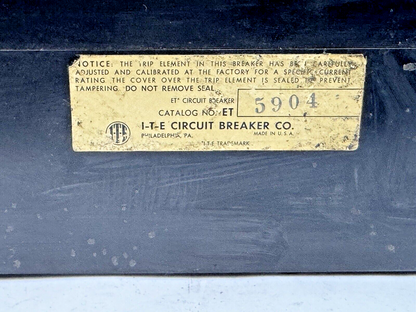 NOTICE: THE TRIP ELEMENT IN THIS BREAKER HAS BEEN CAREFULLY
ADJUSTED AND CALIBRATED AT THE FACTORY FOR A SPECIFIC CURRENT
RATING THE COVER OVER THE TRIP ELEMENT IS SEALED TO PREVENT
TAMPERING. DO NOT REMOVE SEAL.
ET* CIRCUIT BREAKER
CATALOG NO. ET 5904
I-T-E
I-T-E CIRCUIT BREAKER CO.
PHILADELPHIA, PA. MADE IN U.S.A.
*I-T-E TRADEMARK